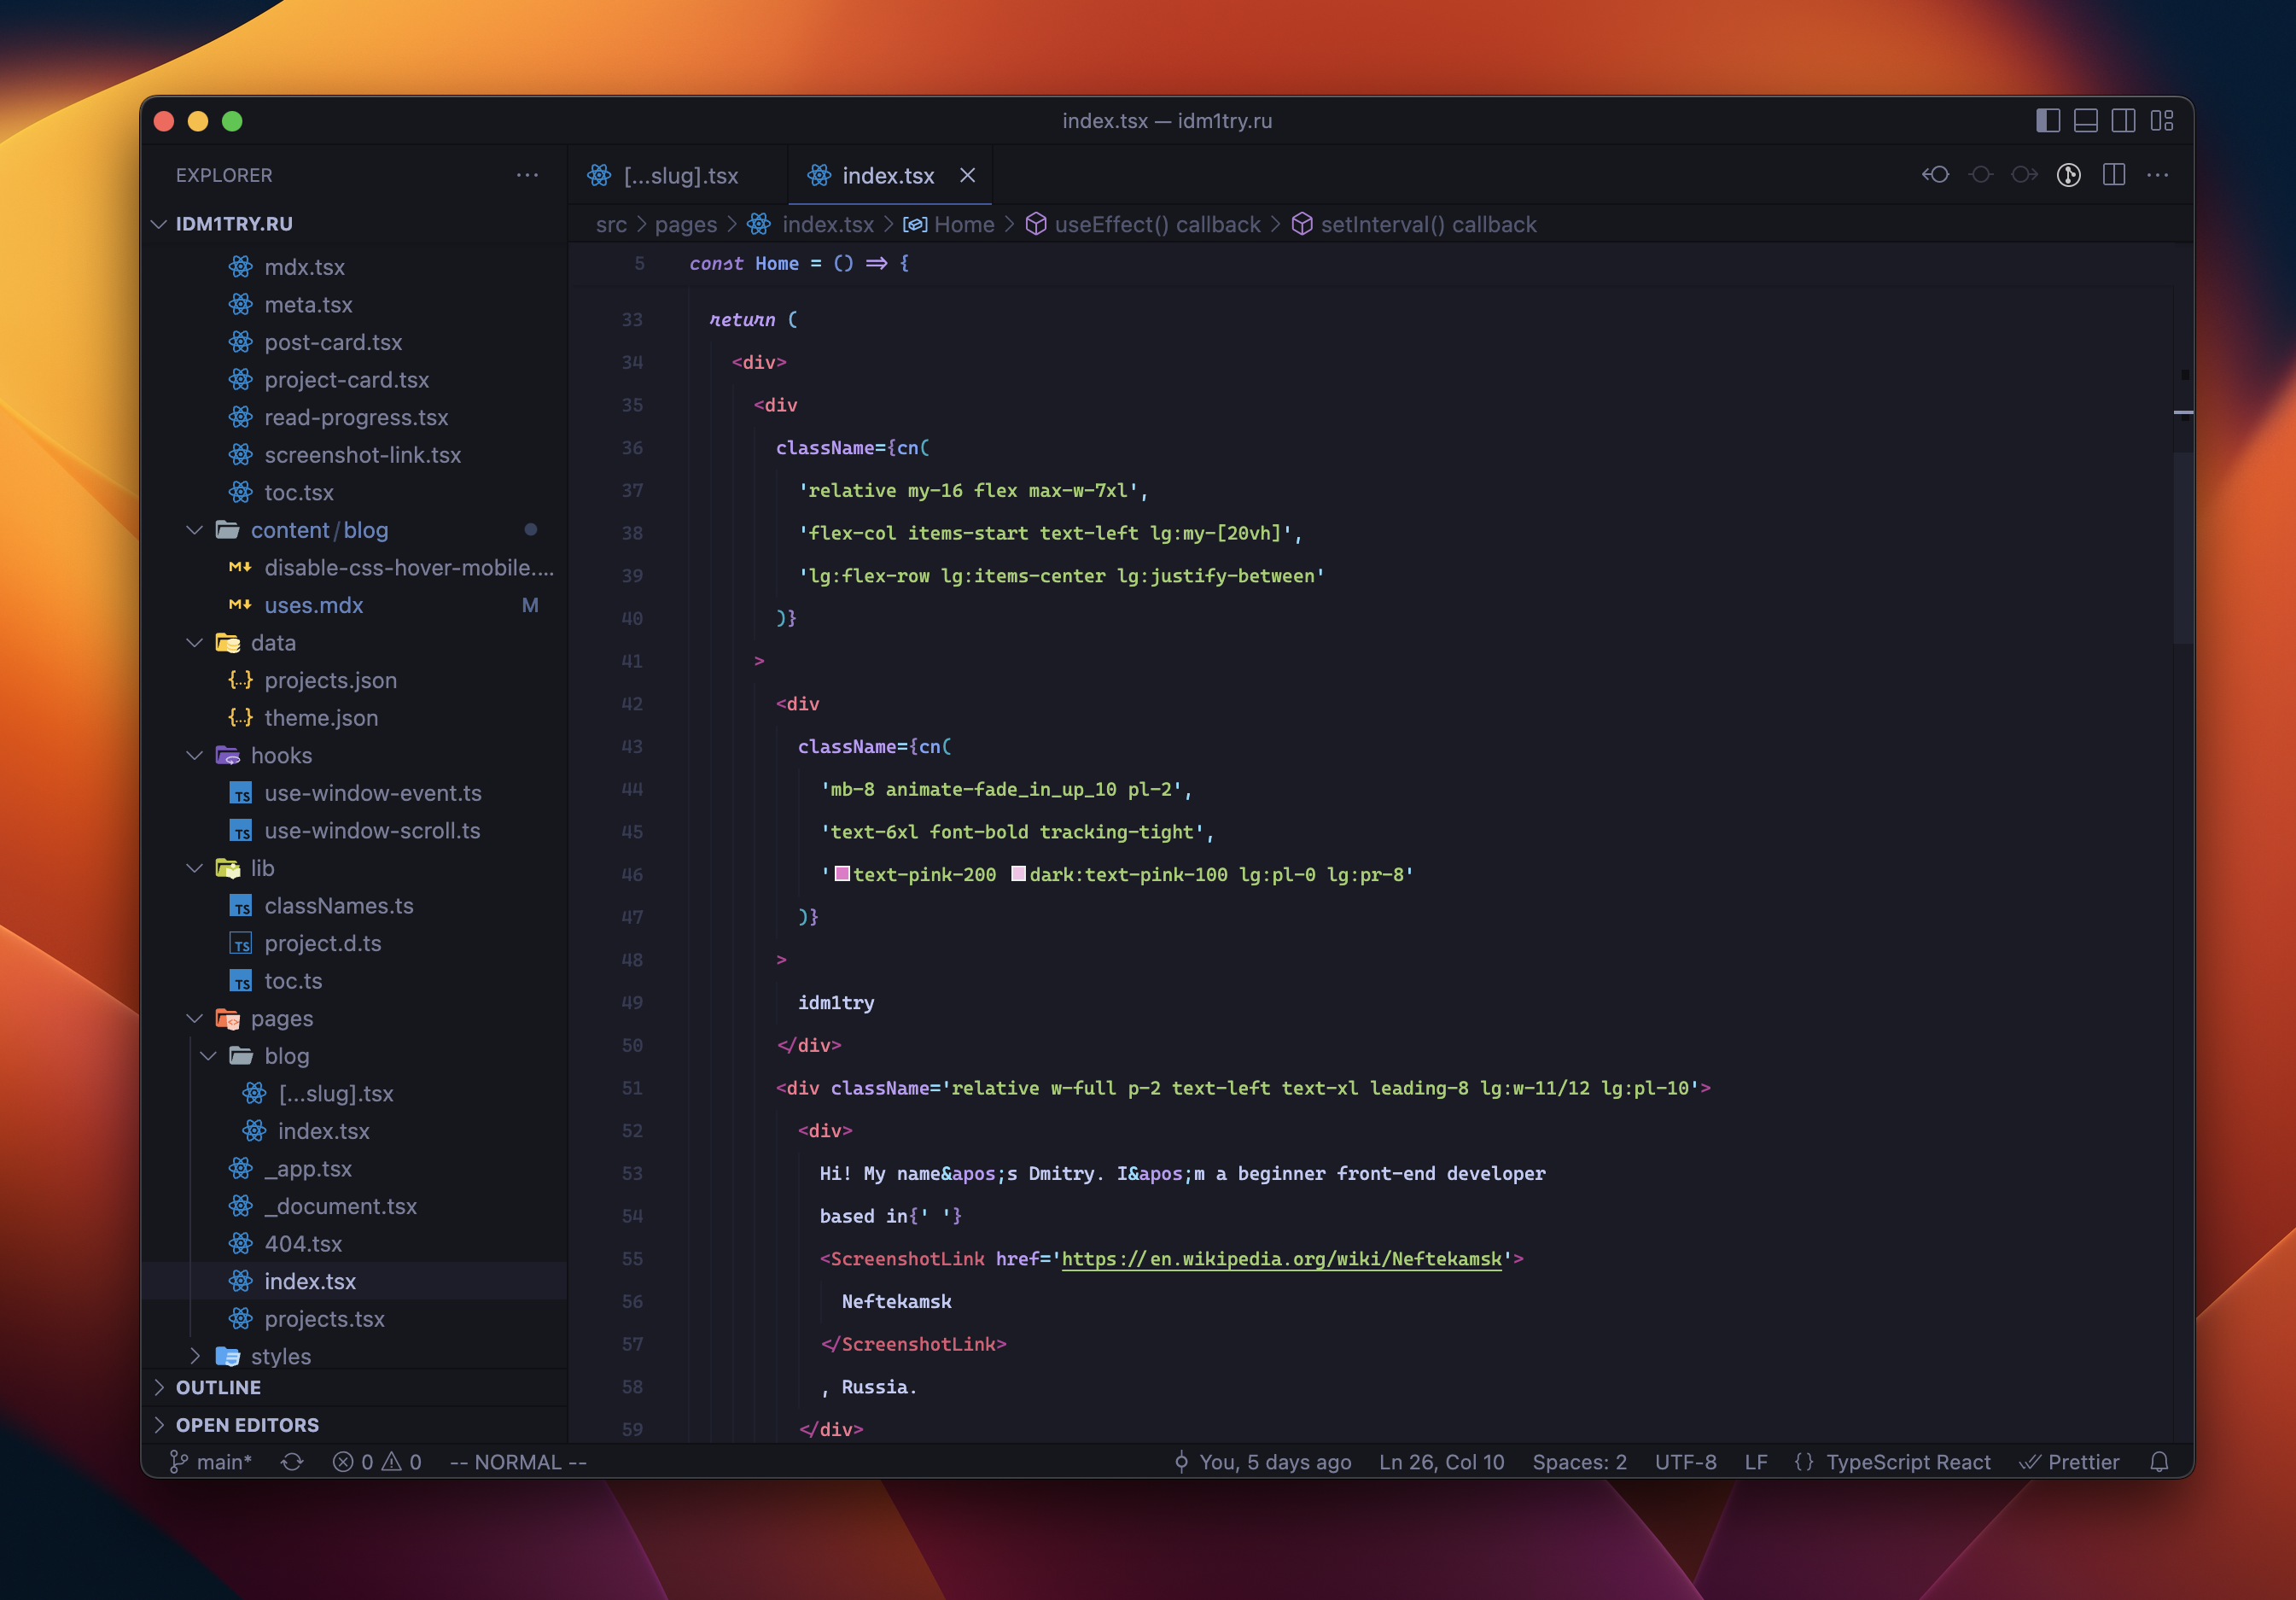 index.tsx — idm1try.ru
EXPLORER
IDM1TRY.RU
mdx.tsx
meta.tsx
post-card.tsx
project-card.tsx
read-progress.tsx
screenshot-link.tsx
toc.tsx
content/blog
disable-css-hover-mobile....
uses.mdx M
data
projects.json
theme.json
hooks
use-window-event.ts
use-window-scroll.ts
lib
classNames.ts
project.d.ts
toc.ts
pages
blog
[...slug].tsx
index.tsx
_app.tsx
_document.tsx
404.tsx
index.tsx
projects.tsx
styles
OUTLINE
OPEN EDITORS
[...slug].tsx index.tsx
src > pages > index.tsx > Home > useEffect() callback > setInterval() callback
5 const Home = () => {
33 return (
34 <div>
35 <div
36 className={cn(
37 'relative my-16 flex max-w-7xl',
38 'flex-col items-start text-left lg:my-[20vh]',
39 'lg:flex-row lg:items-center lg:justify-between'
40 )}
41 >
42 <div
43 className={cn(
44 'mb-8 animate-fade_in_up_10 pl-2',
45 'text-6xl font-bold tracking-tight',
46 'text-pink-200 dark:text-pink-100 lg:pl-0 lg:pr-8'
47 )}
48 >
49 idm1try
50 </div>
51 <div className='relative w-full p-2 text-left text-xl leading-8 lg:w-11/12 lg:pl-10'>
52 <div>
53 Hi! My name&apos;s Dmitry. I&apos;m a beginner front-end developer
54 based in{' '}
55 <ScreenshotLink href='https://en.wikipedia.org/wiki/Neftekamsk'>
56 Neftekamsk
57 </ScreenshotLink>
58 , Russia.
59 </div>
main* 0 0 -- NORMAL -- You, 5 days ago Ln 26, Col 10 Spaces: 2 UTF-8 LF {} TypeScript React Prettier